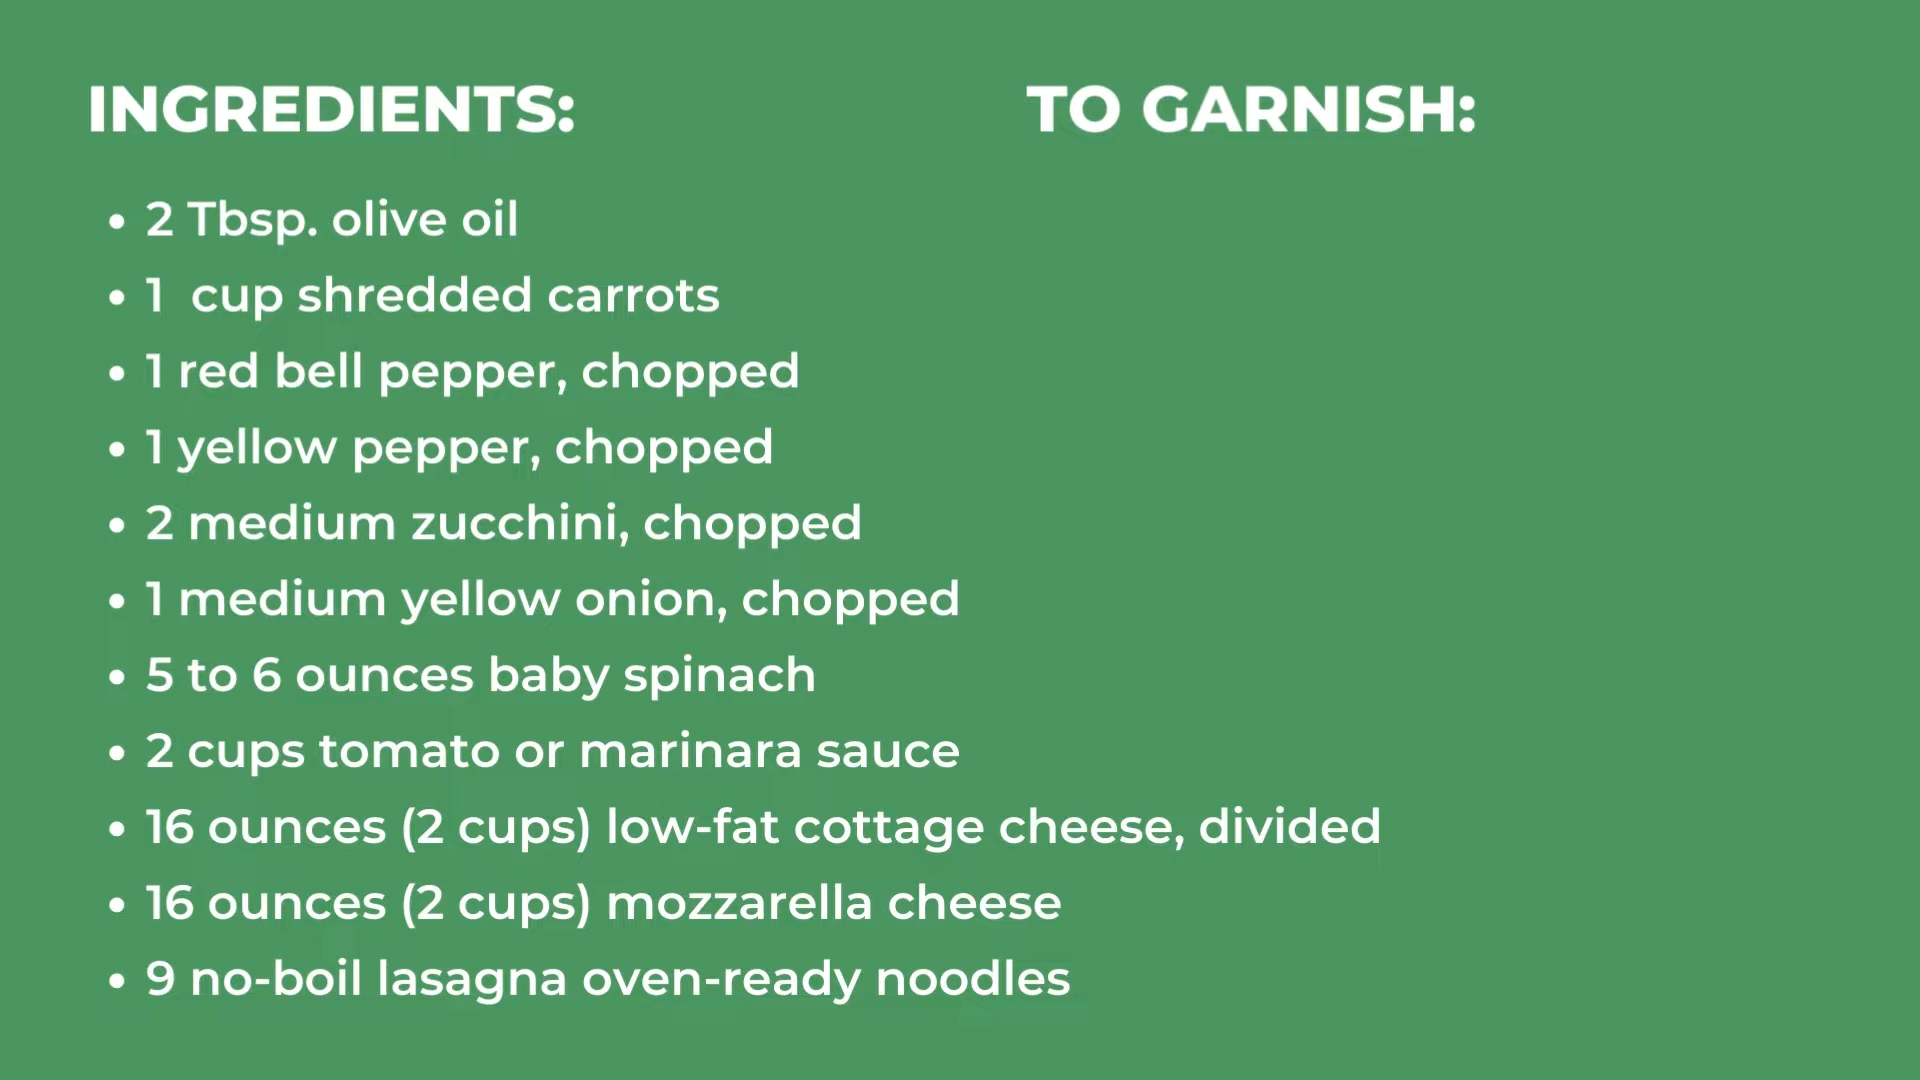 INGREDIENTS:
• 2 Tbsp. olive oil
• 1  cup shredded carrots
• 1 red bell pepper, chopped
• 1 yellow pepper, chopped
• 2 medium zucchini, chopped
• 1 medium yellow onion, chopped
• 5 to 6 ounces baby spinach
• 2 cups tomato or marinara sauce
• 16 ounces (2 cups) low-fat cottage cheese, divided
• 16 ounces (2 cups) mozzarella cheese
• 9 no-boil lasagna oven-ready noodles
TO GARNISH: